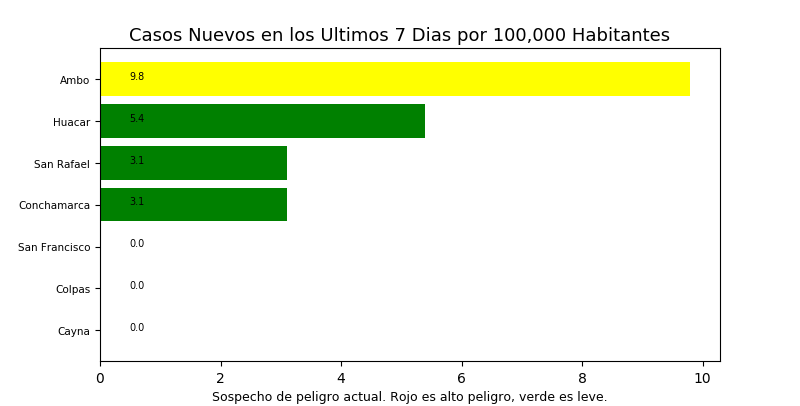 Casos Nuevos en los Ultimos 7 Dias por 100,000 Habitantes
Ambo 9.8
Huacar 5.4
San Rafael 3.1
Conchamarca 3.1
San Francisco 0.0
Colpas 0.0
Cayna 0.0
0 2 4 6 8 10
Sospecho de peligro actual. Rojo es alto peligro, verde es leve.